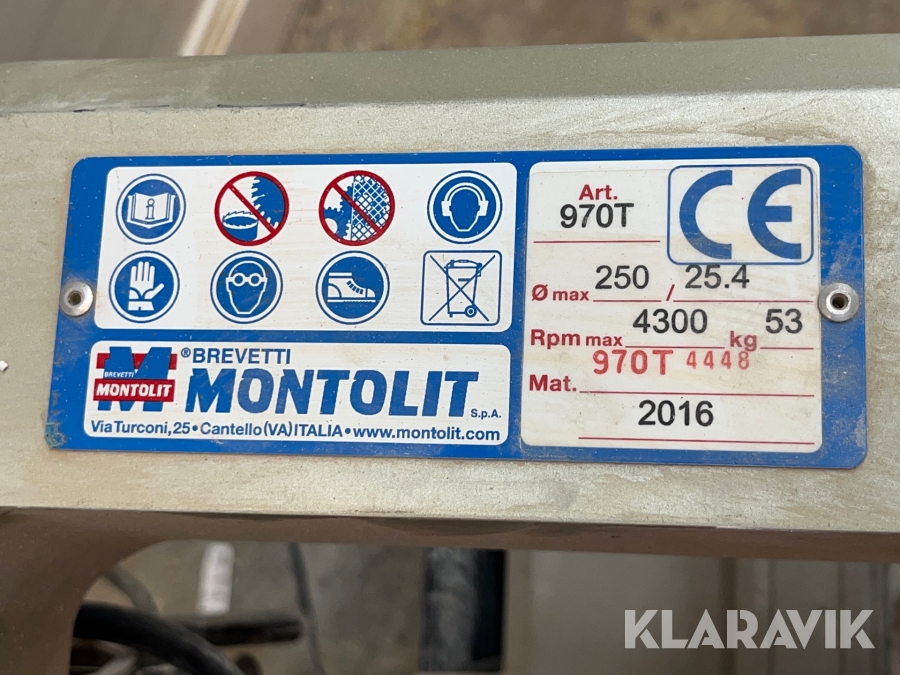 BREVETTI
MONTOLIT
®BREVETTI
MONTOLIT S.p.A.
Via Turconi, 25 • Cantello (VA) ITALIA • www.montolit.com
Art.
970T
CE
Ø max 250 / 25.4
Rpm max 4300 kg 53
Mat. 970T 4448
2016
KLARAVIK